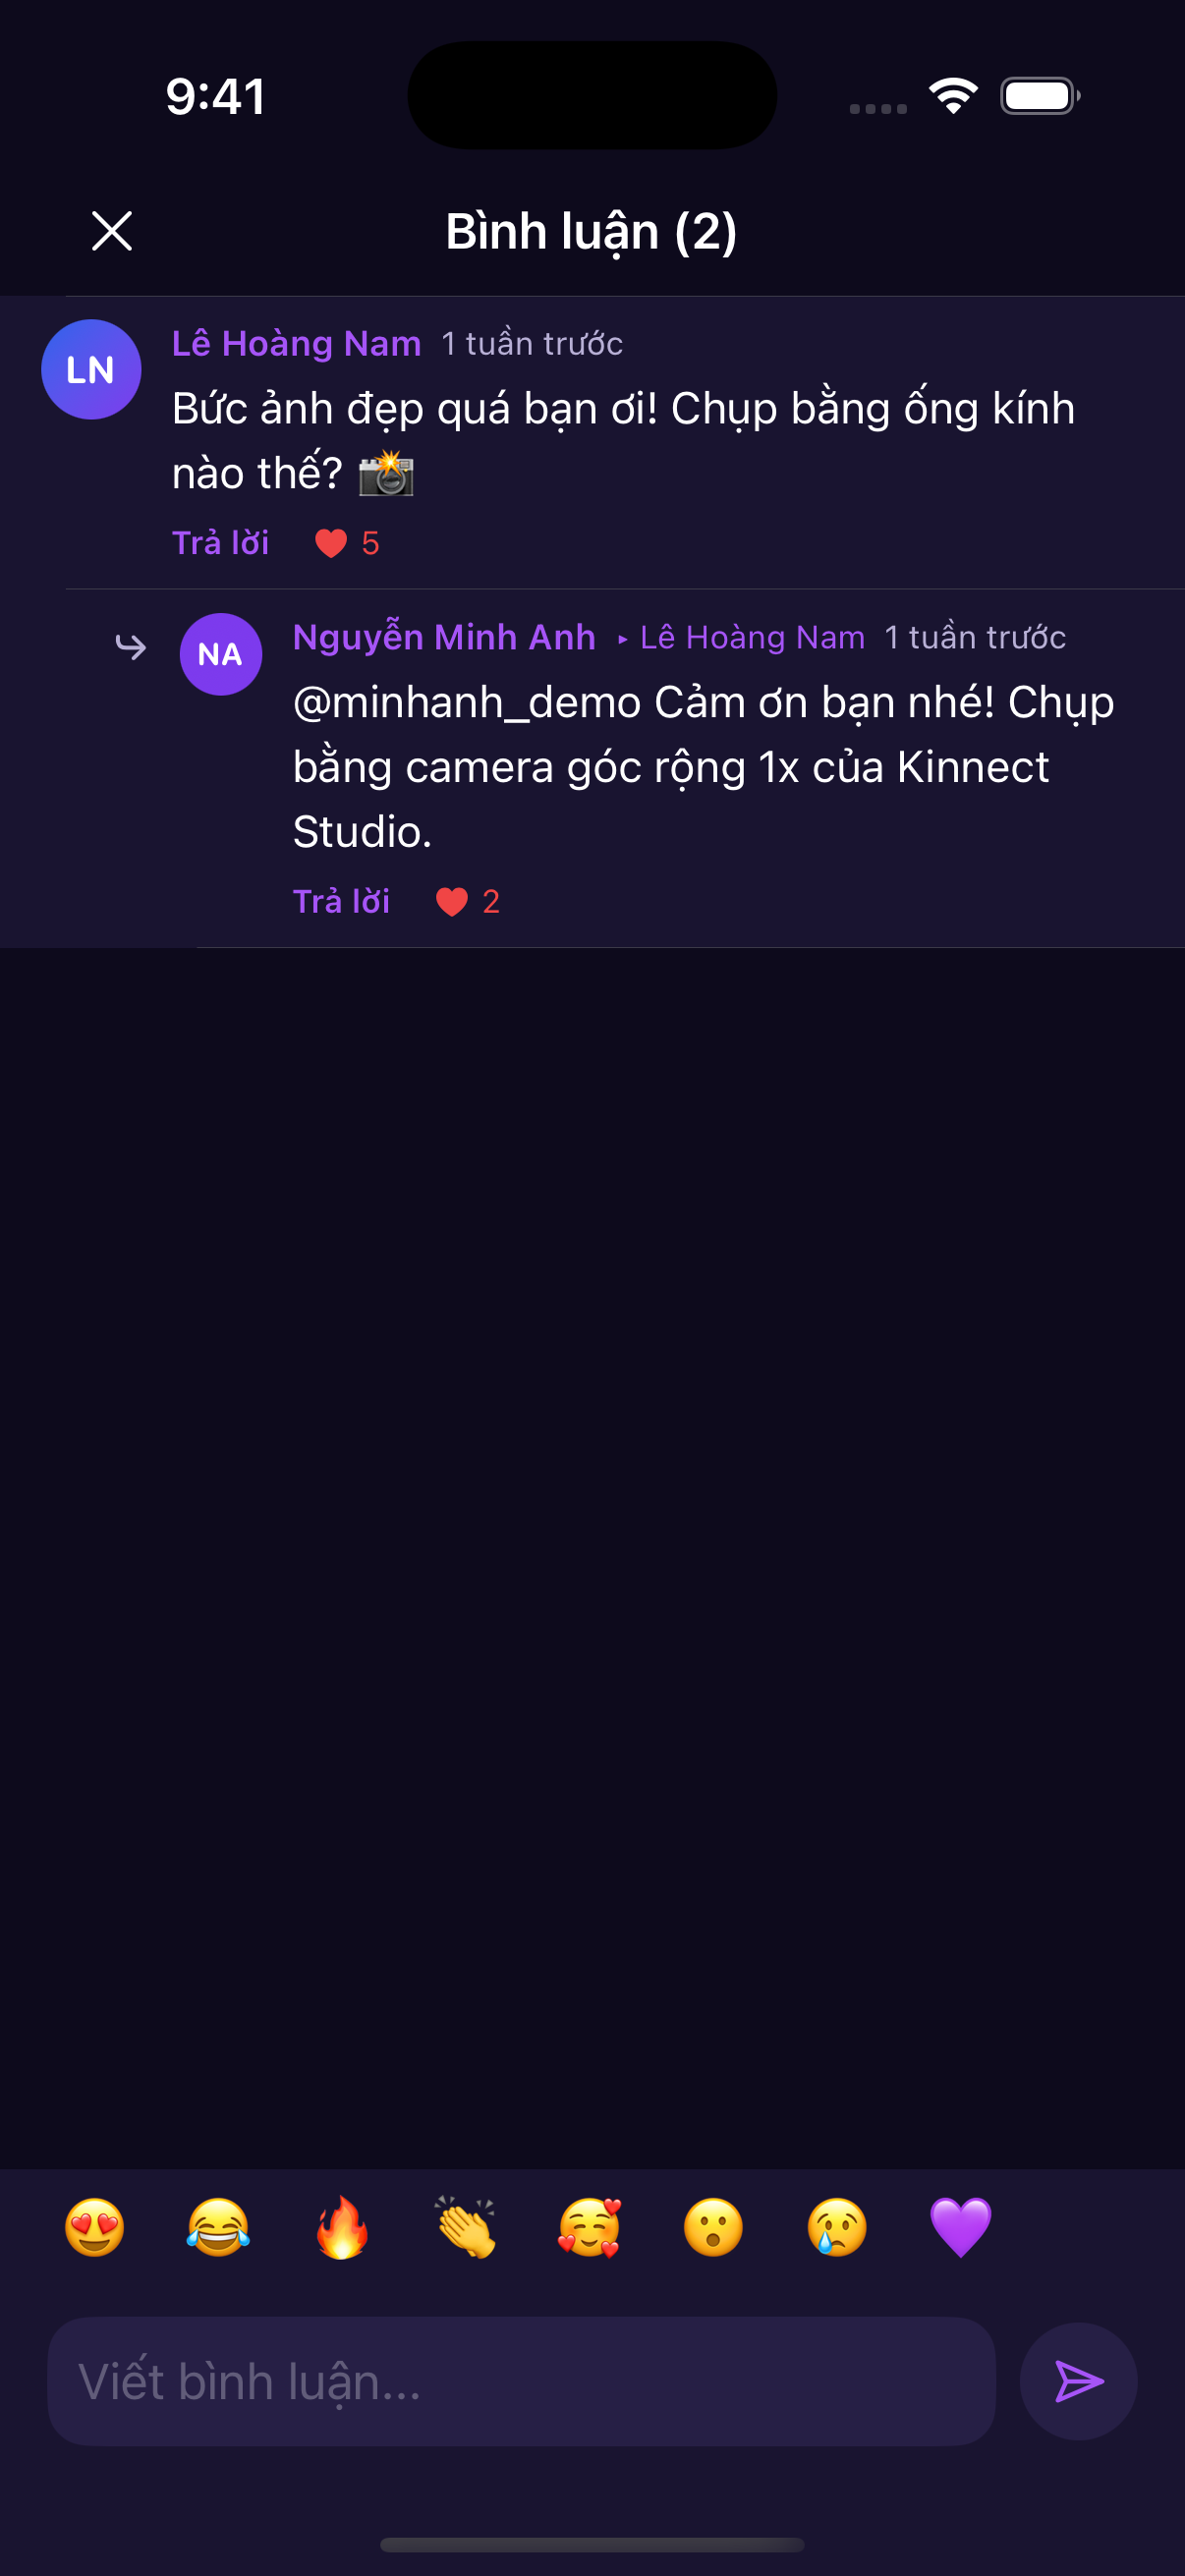 9:41
Bình luận (2)
LN
Lê Hoàng Nam 1 tuần trước
Bức ảnh đẹp quá bạn ơi! Chụp bằng ống kính
nào thế? 📸
Trả lời ❤️ 5
NA
Nguyễn Minh Anh ▸ Lê Hoàng Nam 1 tuần trước
@minhanh_demo Cảm ơn bạn nhé! Chụp
bằng camera góc rộng 1x của Kinnect
Studio.
Trả lời ❤️ 2
😍 😂 🔥 👏 🥰 😮 😢 💜
Viết bình luận...